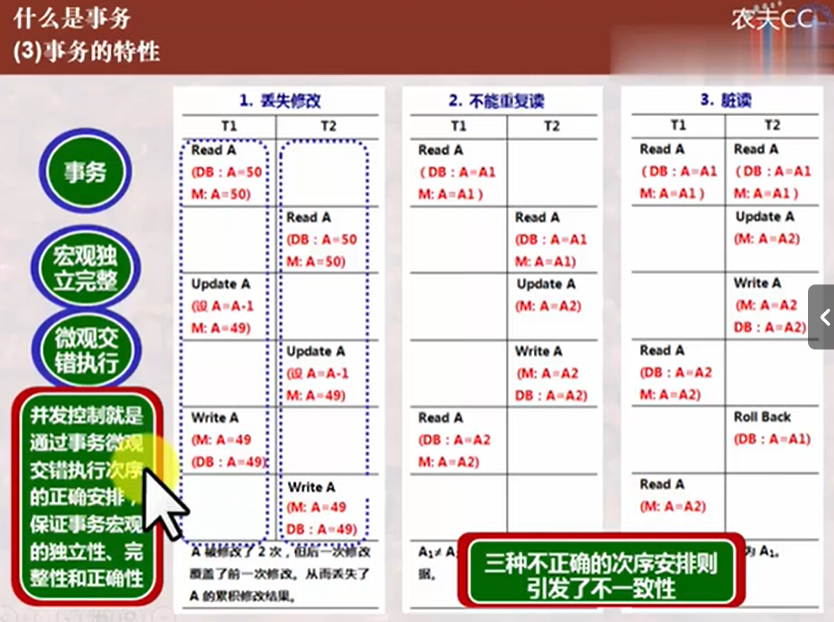 什么是事务
(3)事务的特性
农夫CC
事务
宏观独
立完整
微观交
错执行
并发控制就是
通过事务微观
交错执行次序
的正确安排，
保证事务宏观
的独立性、完
整性和正确性
1. 丢失修改
T1 T2
Read A
(DB：A=50
M: A=50)
Read A
(DB：A=50
M: A=50)
Update A
(设 A=A-1
M: A=49)
Update A
(设 A=A-1
M: A=49)
Write A
(M: A=49
(DB：A=49)
Write A
(M: A=49
DB：A=49)
A 被修改了 2 次，但后一次修改
覆盖了前一次修改。从而丢失了
A 的累积修改结果。
2. 不能重复读
T1 T2
Read A
（DB：A=A1
M: A=A1）
Read A
(DB：A=A1
M: A=A1)
Update A
(M: A=A2)
Write A
(M: A=A2
DB：A=A2)
Read A
(DB：A=A2
M: A=A2)
A₁≠A
据。
3. 脏读
T1 T2
Read A Read A
（DB：A=A1 （DB：A=A1
M: A=A1） M: A=A1）
Update A
(M: A=A2)
Write A
(M: A=A2
DB：A=A2)
Read A
(DB：A=A2
M: A=A2)
Roll Back
(DB：A=A1)
Read A
(M: A=A2)
为 A₁。
三种不正确的次序安排则
引发了不一致性